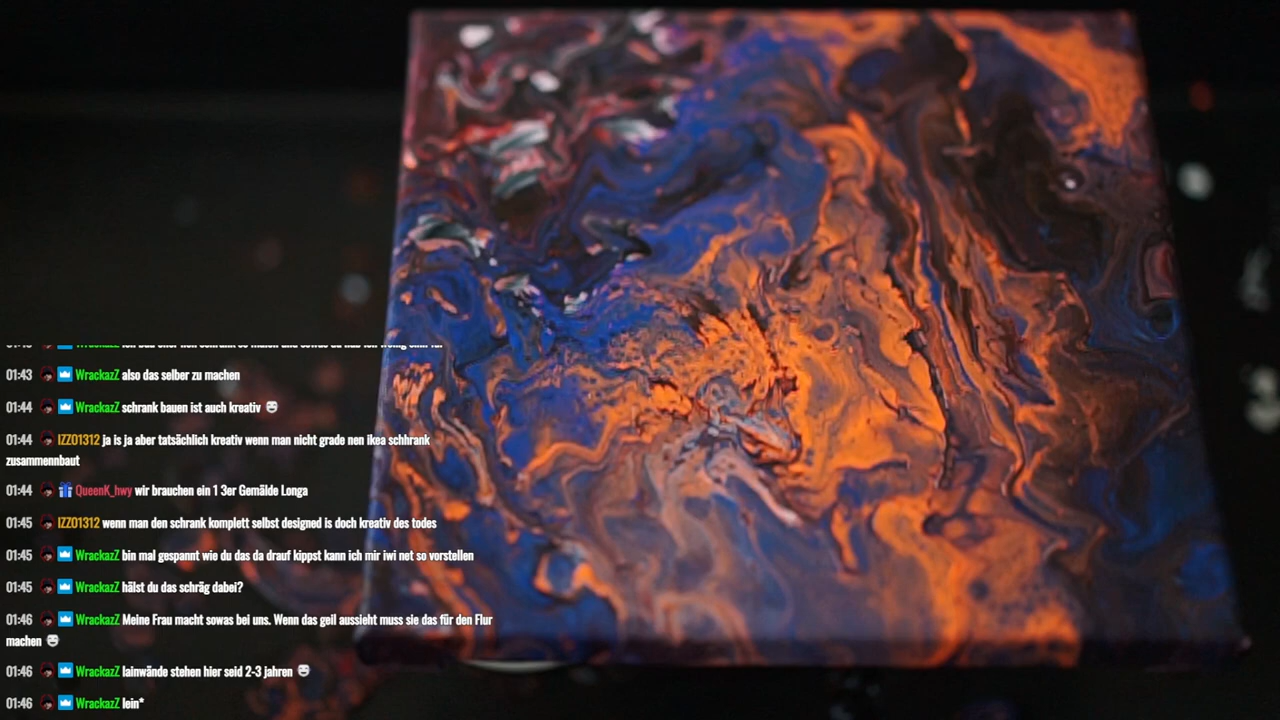 WrackazZ
01:43 WrackazZ also das selber zu machen
01:44 WrackazZ schrank bauen ist auch kreativ
01:44 IZZO1312 ja is ja aber tatsächlich kreativ wenn man nicht grade nen ikea schhrank
zusammennbaut
01:44 QueenK_hwy wir brauchen ein 1 3er Gemälde Longa
01:45 IZZO1312 wenn man den schrank komplett selbst designed is doch kreativ des todes
01:45 WrackazZ bin mal gespannt wie du das da drauf kippst kann ich mir iwi net so vorstellen
01:45 WrackazZ hälst du das schräg dabei?
01:46 WrackazZ Meine Frau macht sowas bei uns. Wenn das geil aussieht muss sie das für den Flur
machen
01:46 WrackazZ lainwände stehen hier seid 2-3 jahren
01:46 WrackazZ lein*